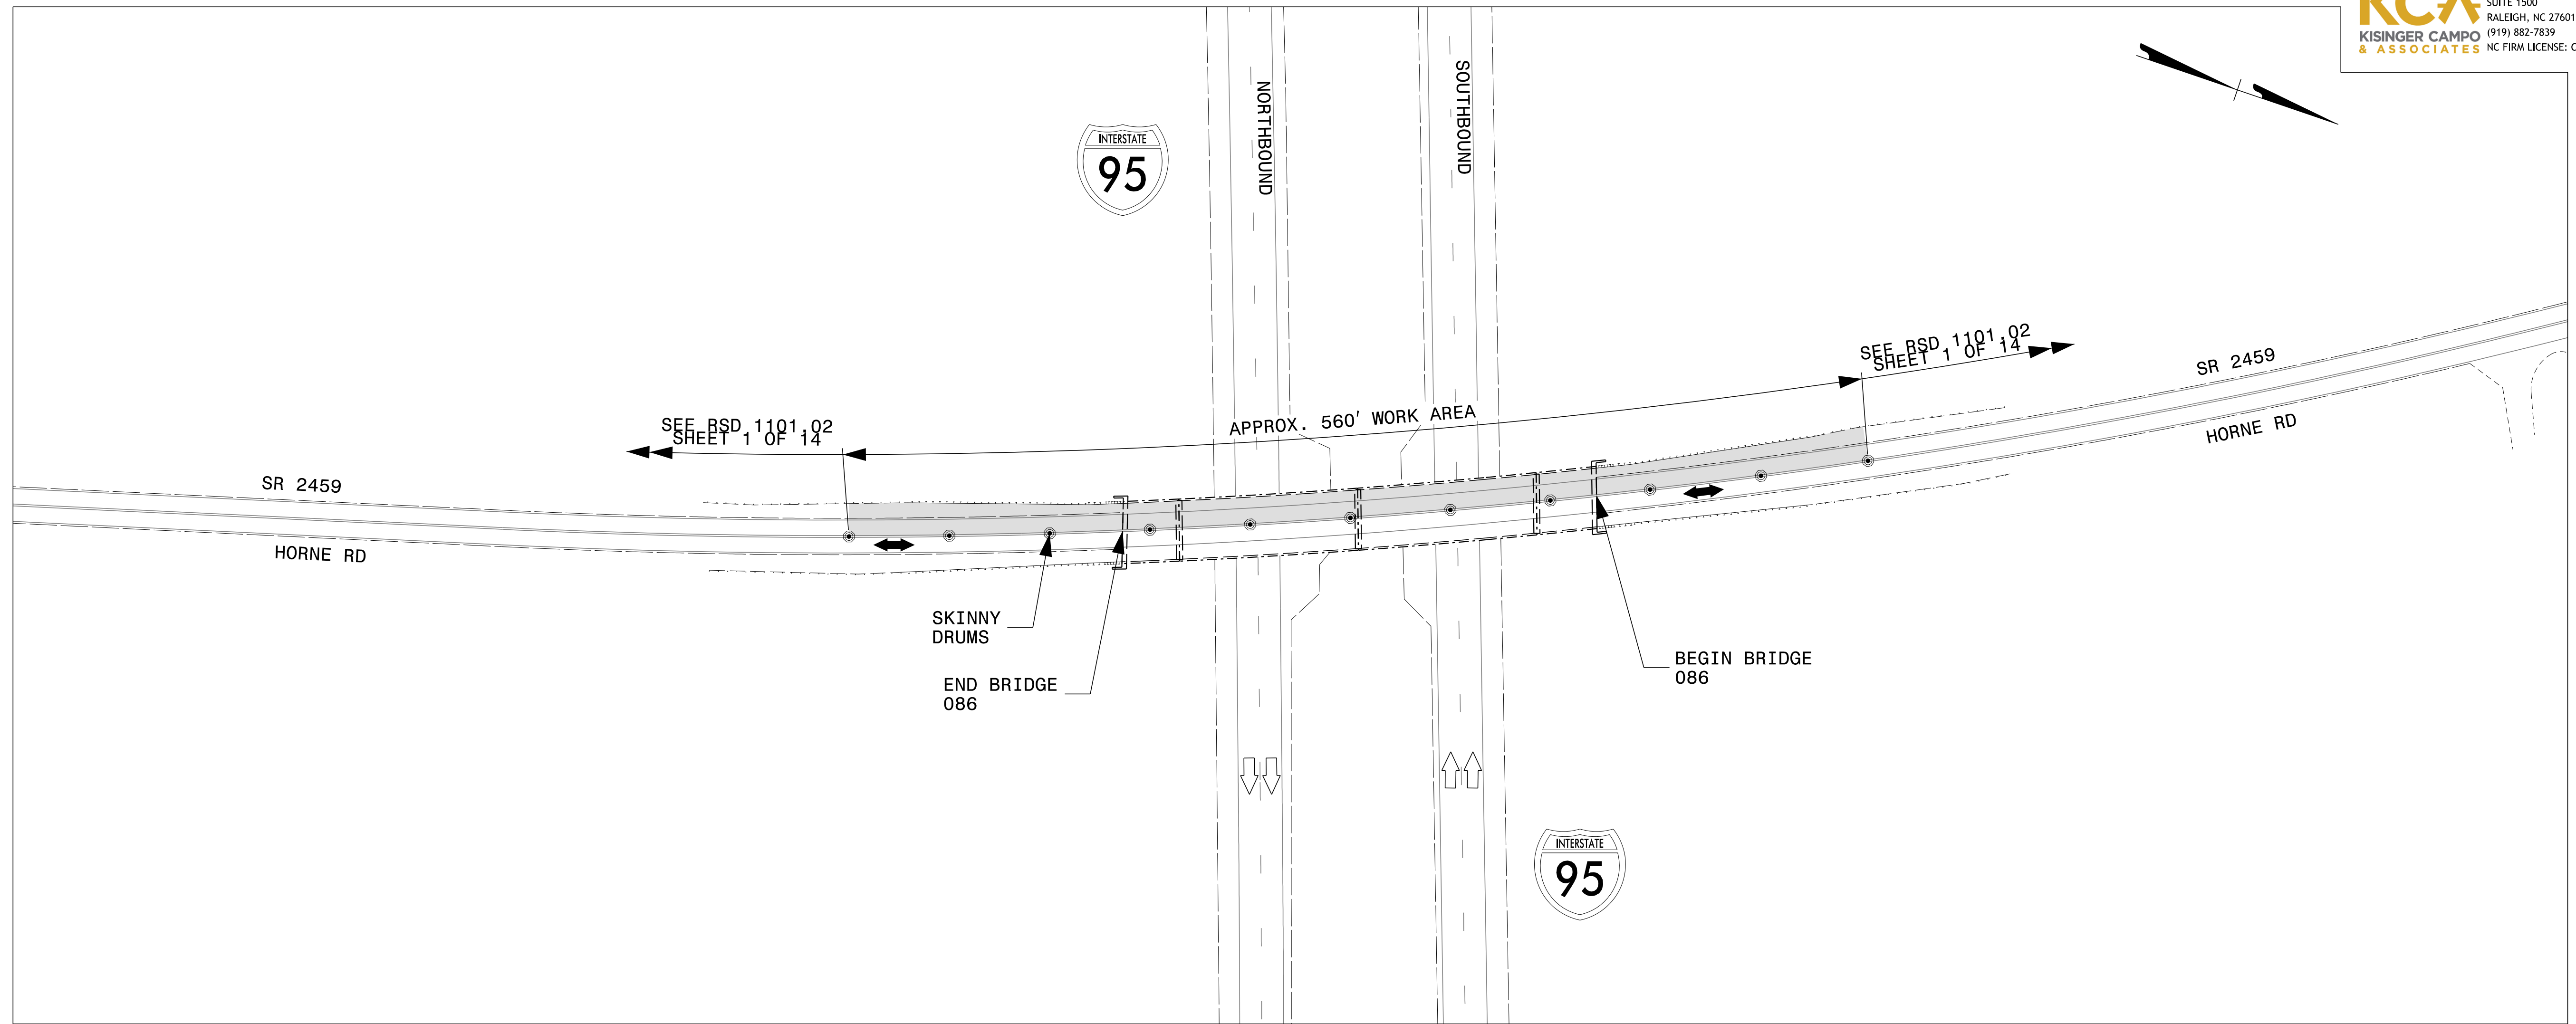 SUITE 1500
RALEIGH, NC 27601
(919) 882-7839
NC FIRM LICENSE: C
KCA
KISINGER CAMPO
& ASSOCIATES
NORTHBOUND
SOUTHBOUND
INTERSTATE
95
SEE RSD 1101.02
SHEET 1 OF 14
APPROX. 560' WORK AREA
SEE RSD 1101.02
SHEET 1 OF 14
SR 2459
HORNE RD
SR 2459
HORNE RD
SKINNY
DRUMS
END BRIDGE
086
BEGIN BRIDGE
086
INTERSTATE
95